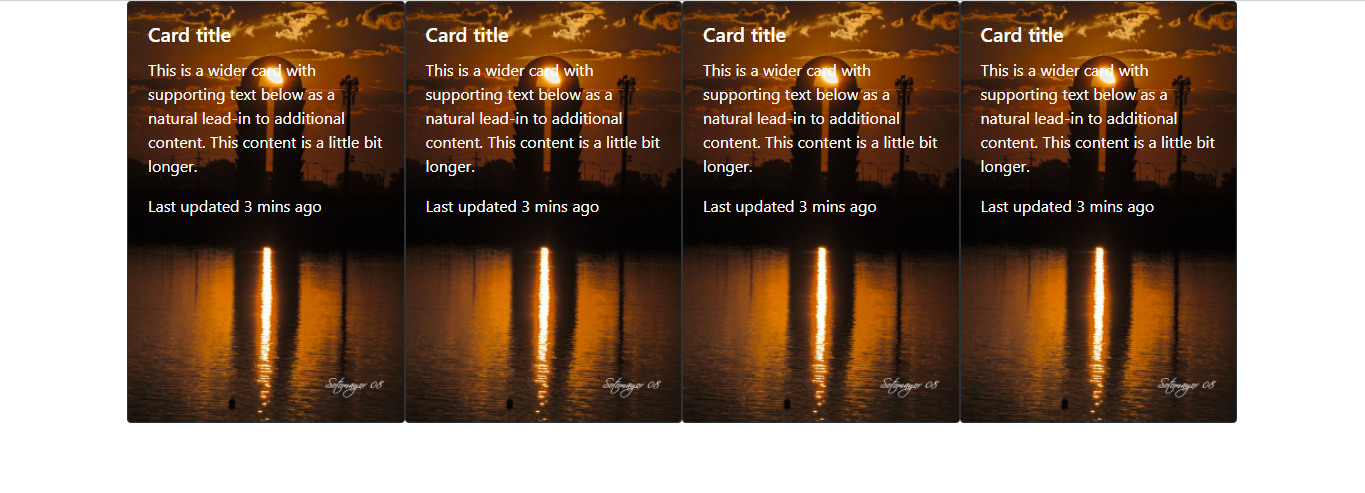 Card title
This is a wider card with
supporting text below as a
natural lead-in to additional
content. This content is a little bit
longer.
Last updated 3 mins ago
Sotomayor 08
Card title
This is a wider card with
supporting text below as a
natural lead-in to additional
content. This content is a little bit
longer.
Last updated 3 mins ago
Sotomayor 08
Card title
This is a wider card with
supporting text below as a
natural lead-in to additional
content. This content is a little bit
longer.
Last updated 3 mins ago
Sotomayor 08
Card title
This is a wider card with
supporting text below as a
natural lead-in to additional
content. This content is a little bit
longer.
Last updated 3 mins ago
Sotomayor 08